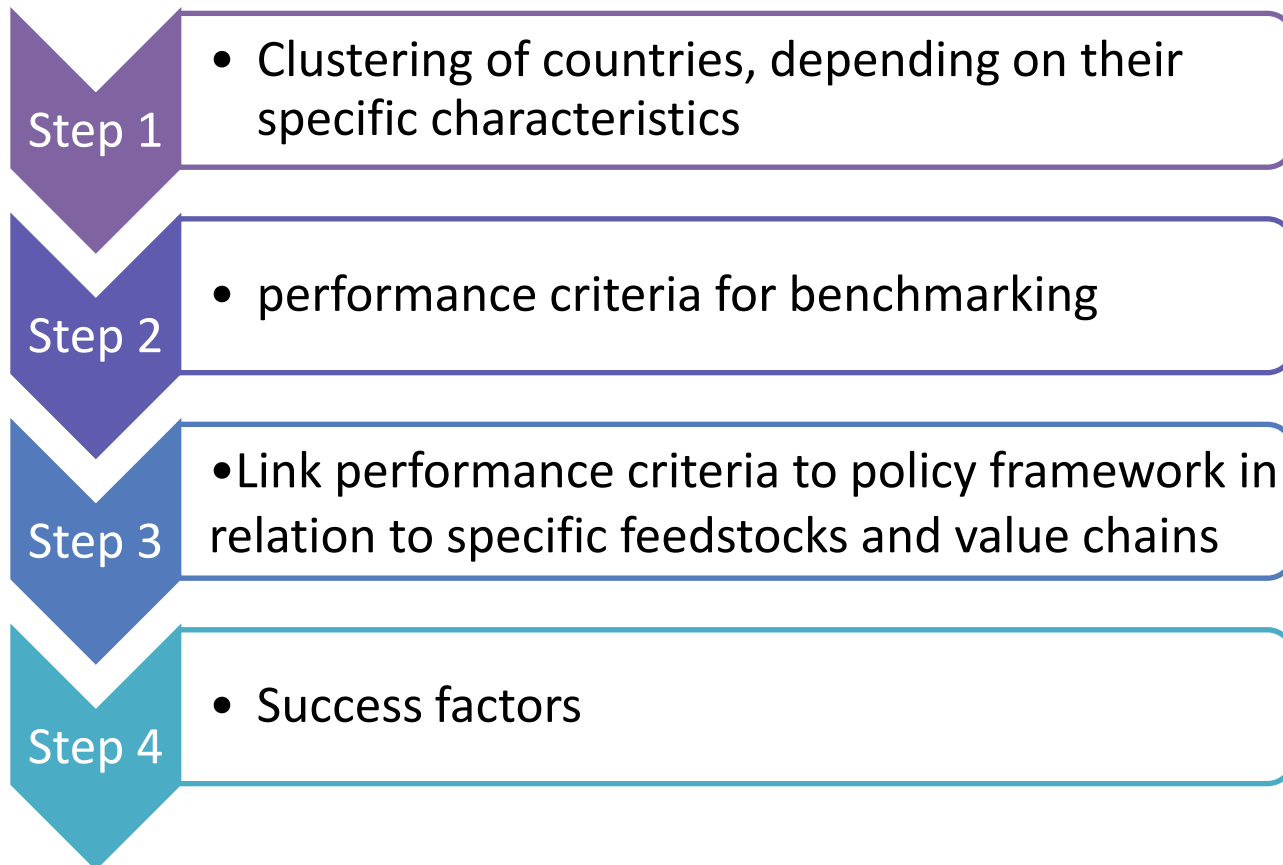 Step 1
• Clustering of countries, depending on their
specific characteristics
Step 2
• performance criteria for benchmarking
Step 3
•Link performance criteria to policy framework in
relation to specific feedstocks and value chains
Step 4
• Success factors